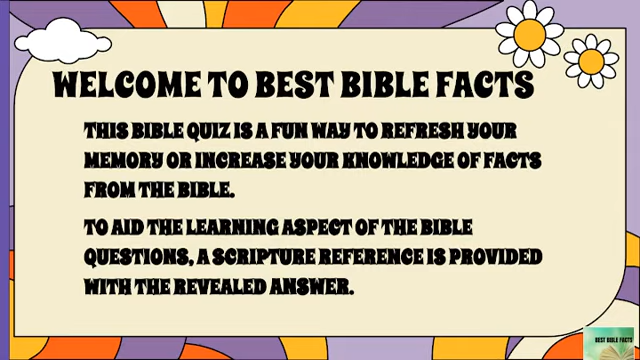 WELCOME TO BEST BIBLE FACTS
THIS BIBLE QUIZ IS A FUN WAY TO REFRESH YOUR
MEMORY OR INCREASE YOUR KNOWLEDGE OF FACTS
FROM THE BIBLE.
TO AID THE LEARNING ASPECT OF THE BIBLE
QUESTIONS, A SCRIPTURE REFERENCE IS PROVIDED
WITH THE REVEALED ANSWER.
BEST BIBLE FACTS